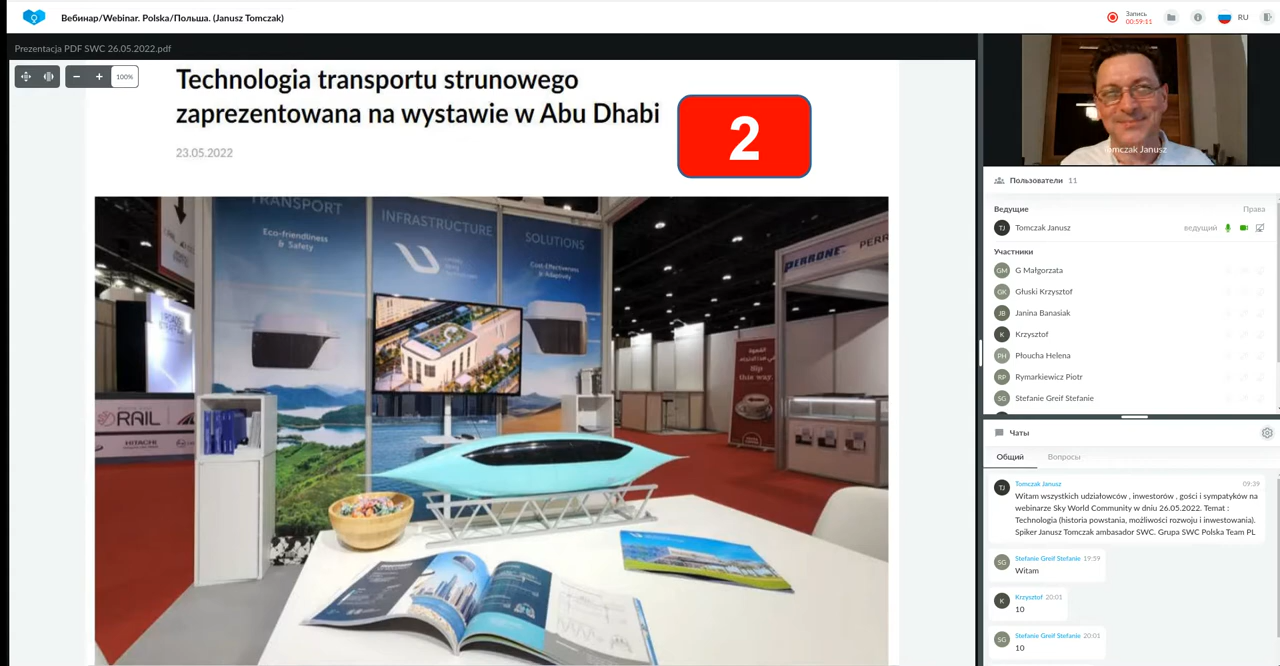 Вебинар/Webinar. Polska/Польша. (Janusz Tomczak)
Запись
00:59:11
RU
Prezentacja PDF SWC 26.05.2022.pdf
100%
Technologia transportu strunowego
zaprezentowana na wystawie w Abu Dhabi
23.05.2022
2
TRANSPORT
Eco-friendliness
& Safety
INFRASTRUCTURE
SOLUTIONS
Cost-Effectiveness
& Adaptivity
PERRONE
PERR
RAIL
HITACHI
this way.
Tomczak Janusz
Пользователи 11
Ведущие
Права
TJ
Tomczak Janusz
ведущий
Участники
GM
G Małgorzata
GK
Głuski Krzysztof
JB
Janina Banasiak
K
Krzysztof
PH
Płoucha Helena
RP
Rymarkiewicz Piotr
SG
Stefanie Greif Stefanie
Чаты
Общий
Вопросы
TJ
Tomczak Janusz
09:39
Witam wszystkich udziałowców , inwestorów , gości i sympatyków na
webinarze Sky World Community w dniu 26.05.2022. Temat :
Technologia (historia powstania, możliwości rozwoju i inwestowania).
Spiker Janusz Tomczak ambasador SWC. Grupa SWC Polska Team PL
SG
Stefanie Greif Stefanie 19:59
Witam
K
Krzysztof 20:01
10
SG
Stefanie Greif Stefanie 20:01
10